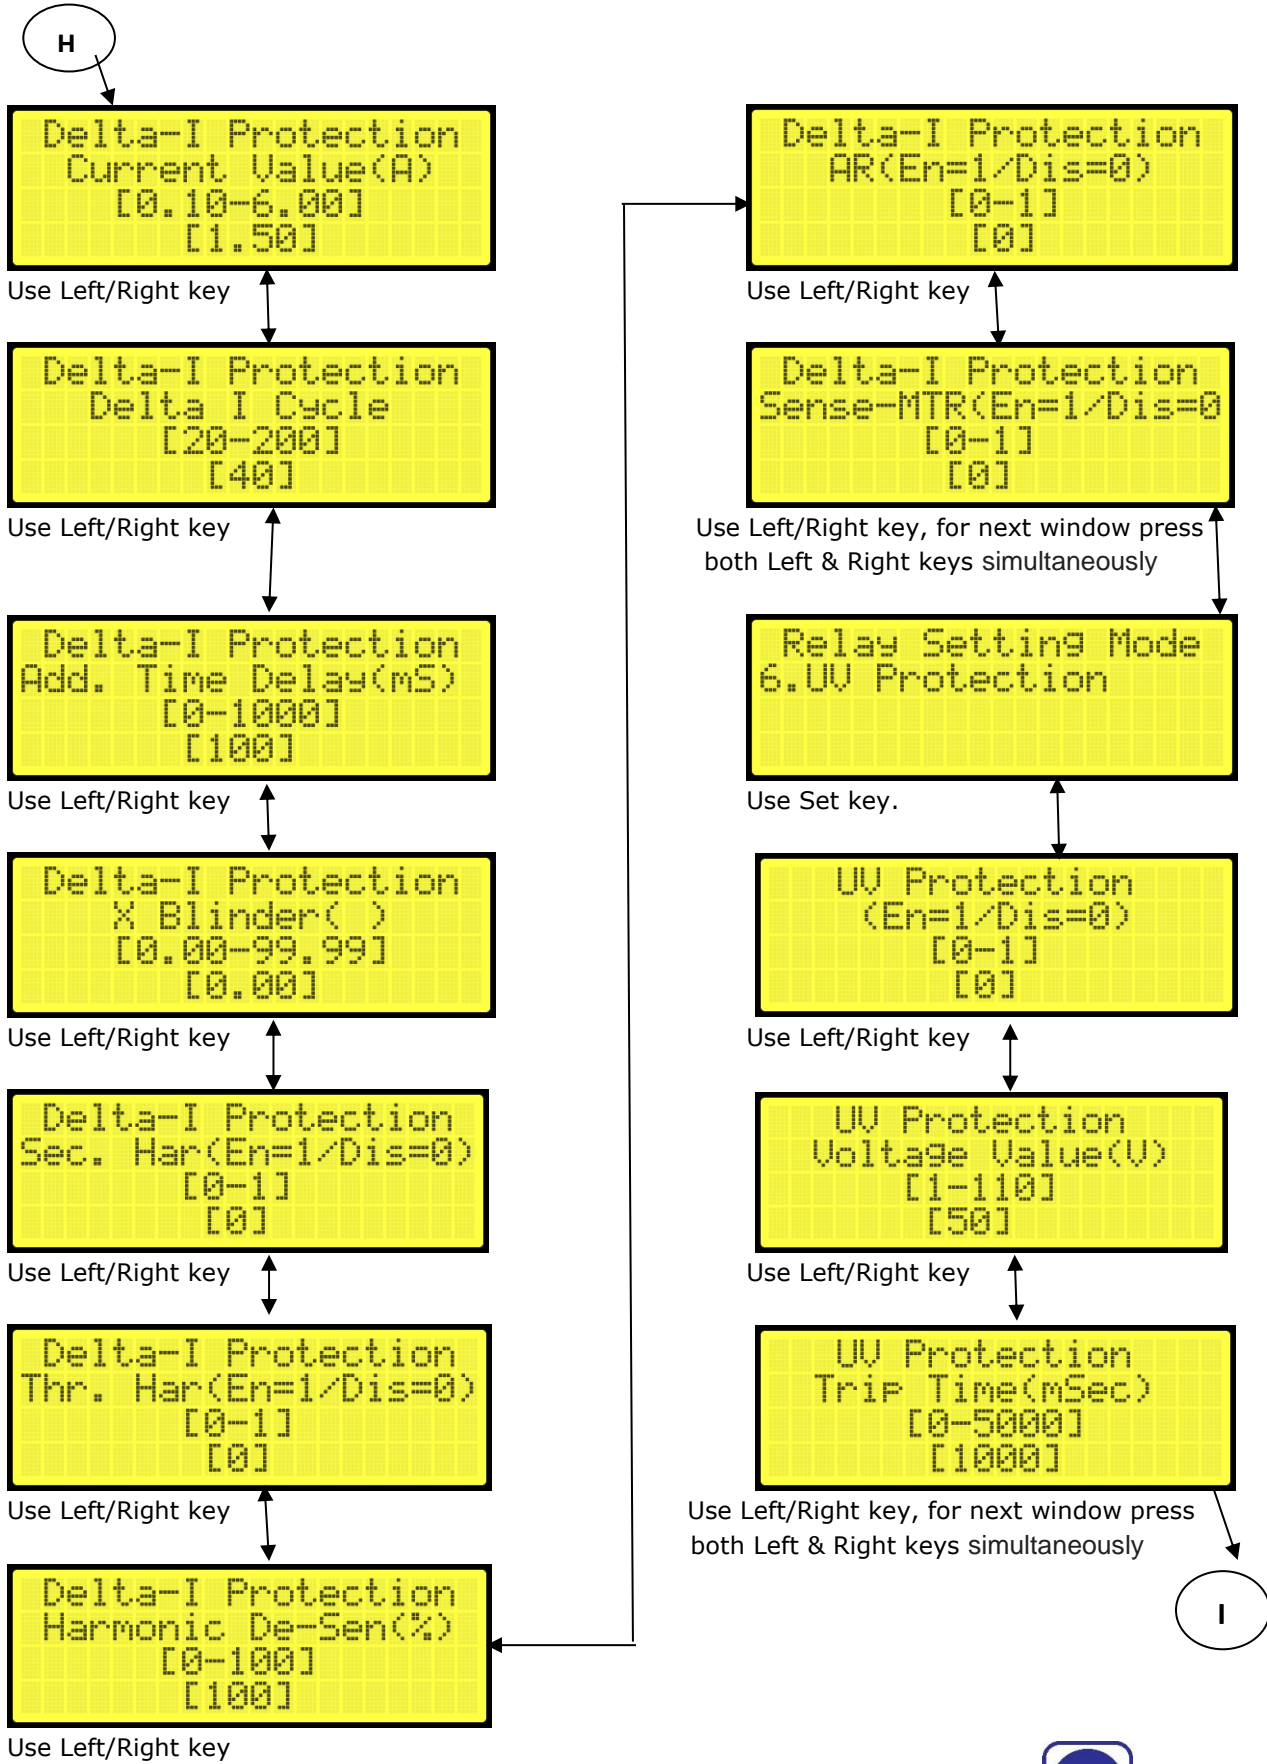 H
Delta-I Protection
Current Value(A)
[0.10-6.00]
[1.50]
Use Left/Right key
Delta-I Protection
Delta I Cycle
[20-200]
[40]
Use Left/Right key
Delta-I Protection
Add. Time Delay(mS)
[0-1000]
[100]
Use Left/Right key
Delta-I Protection
X Blinder( )
[0.00-99.99]
[0.00]
Use Left/Right key
Delta-I Protection
Sec. Har(En=1/Dis=0)
[0-1]
[0]
Use Left/Right key
Delta-I Protection
Thr. Har(En=1/Dis=0)
[0-1]
[0]
Use Left/Right key
Delta-I Protection
Harmonic De-Sen(%)
[0-100]
[100]
Use Left/Right key
Delta-I Protection
AR(En=1/Dis=0)
[0-1]
[0]
Use Left/Right key
Delta-I Protection
Sense-MTR(En=1/Dis=0
[0-1]
[0]
Use Left/Right key, for next window press
both Left & Right keys simultaneously
Relay Setting Mode
6.UV Protection
Use Set key.
UV Protection
(En=1/Dis=0)
[0-1]
[0]
Use Left/Right key
UV Protection
Voltage Value(V)
[1-110]
[50]
Use Left/Right key
UV Protection
Trip Time(mSec)
[0-5000]
[1000]
Use Left/Right key, for next window press
both Left & Right keys simultaneously
I